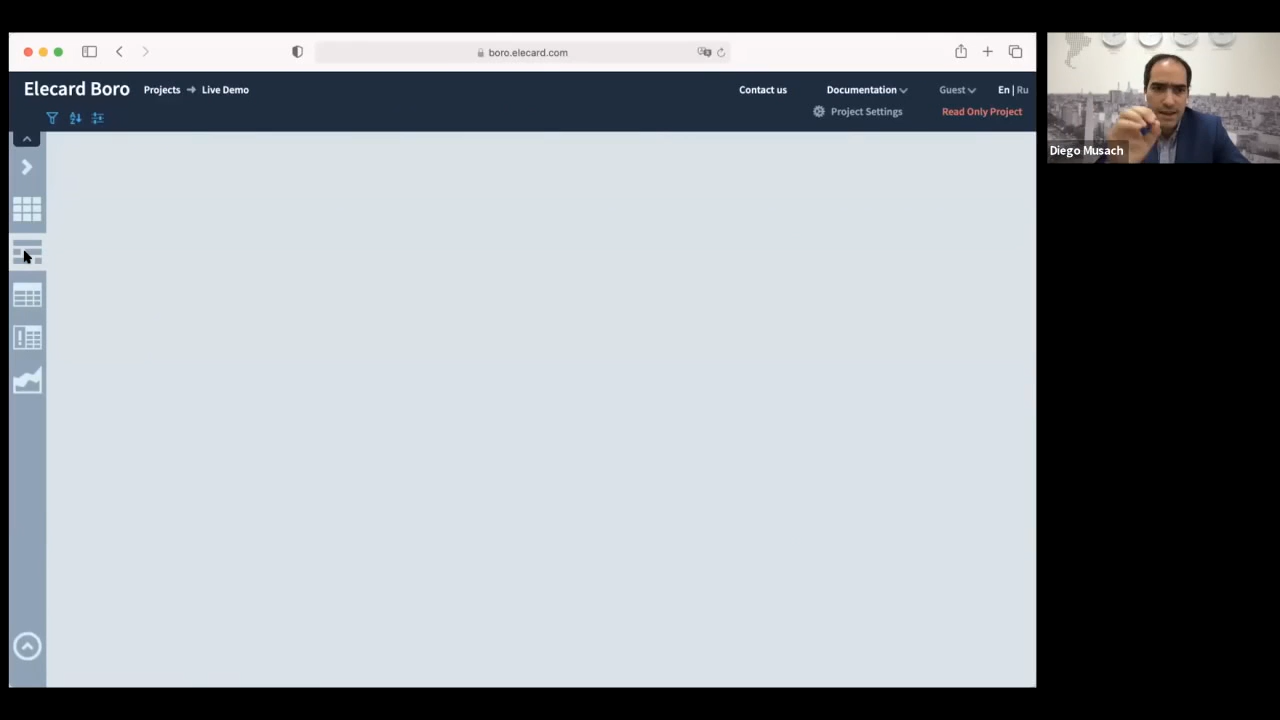 boro.elecard.com
Elecard Boro Projects → Live Demo Contact us Documentation Guest En | Ru
Project Settings Read Only Project
Diego Musach